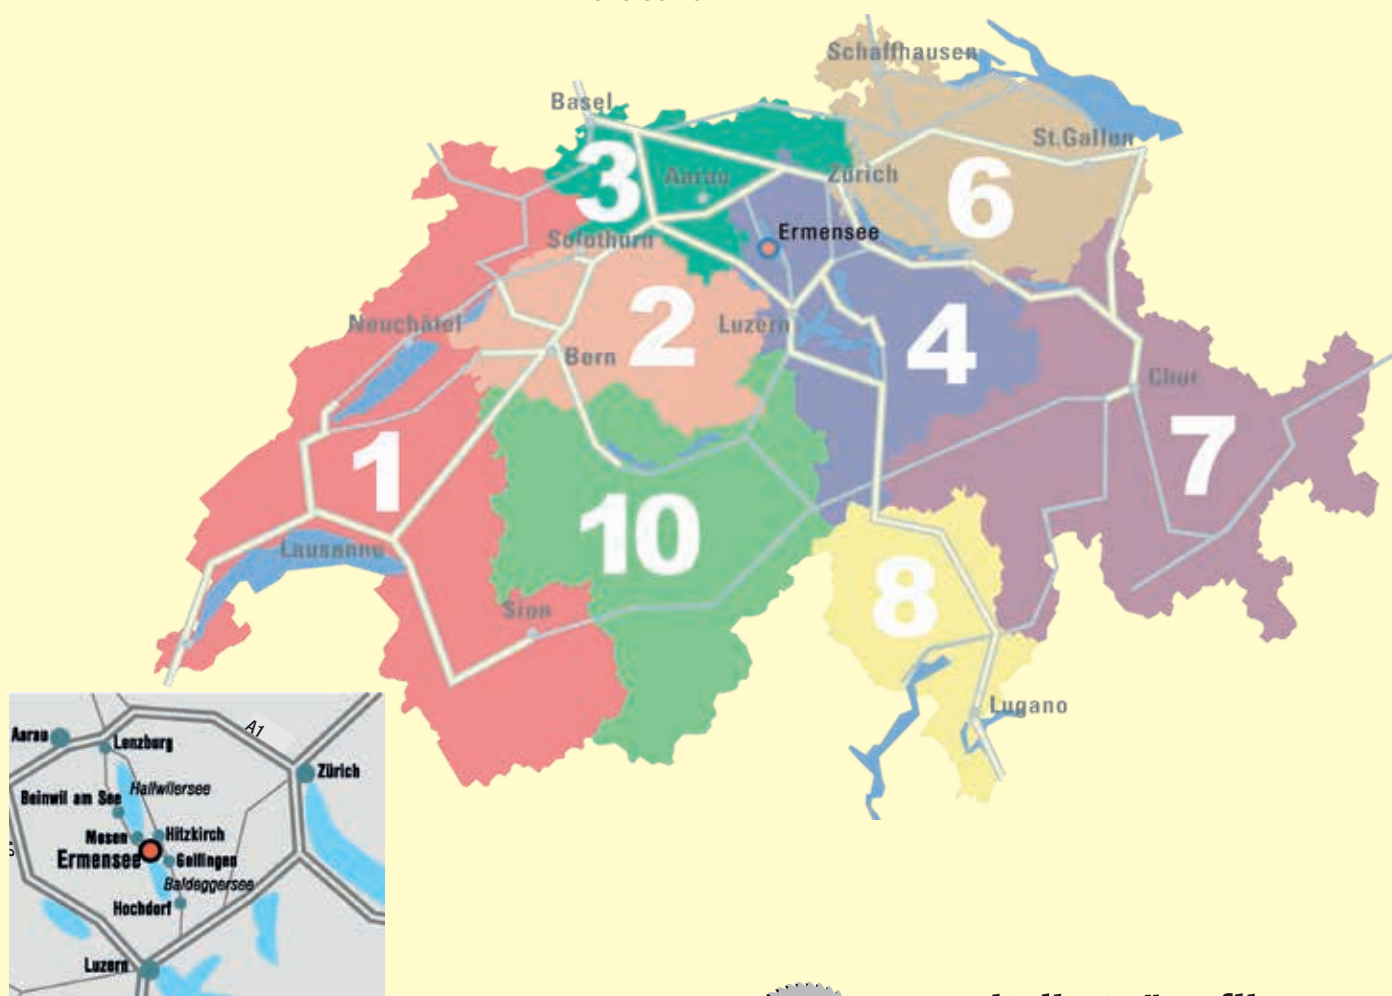 Schaffhausen
Basel
St.Gallen
3
Aarau
Zürich
6
Ermensee
Solothurn
2
Neuchâtel
Luzern
4
Bern
Chur
1
7
10
Lausanne
8
Sion
Lugano
A1
Aarau
Lenzburg
Zürich
Hallwilersee
Beinwil am See
Mosen
Hitzkirch
Ermensee
Gelfingen
Baldeggersee
Hochdorf
Luzern